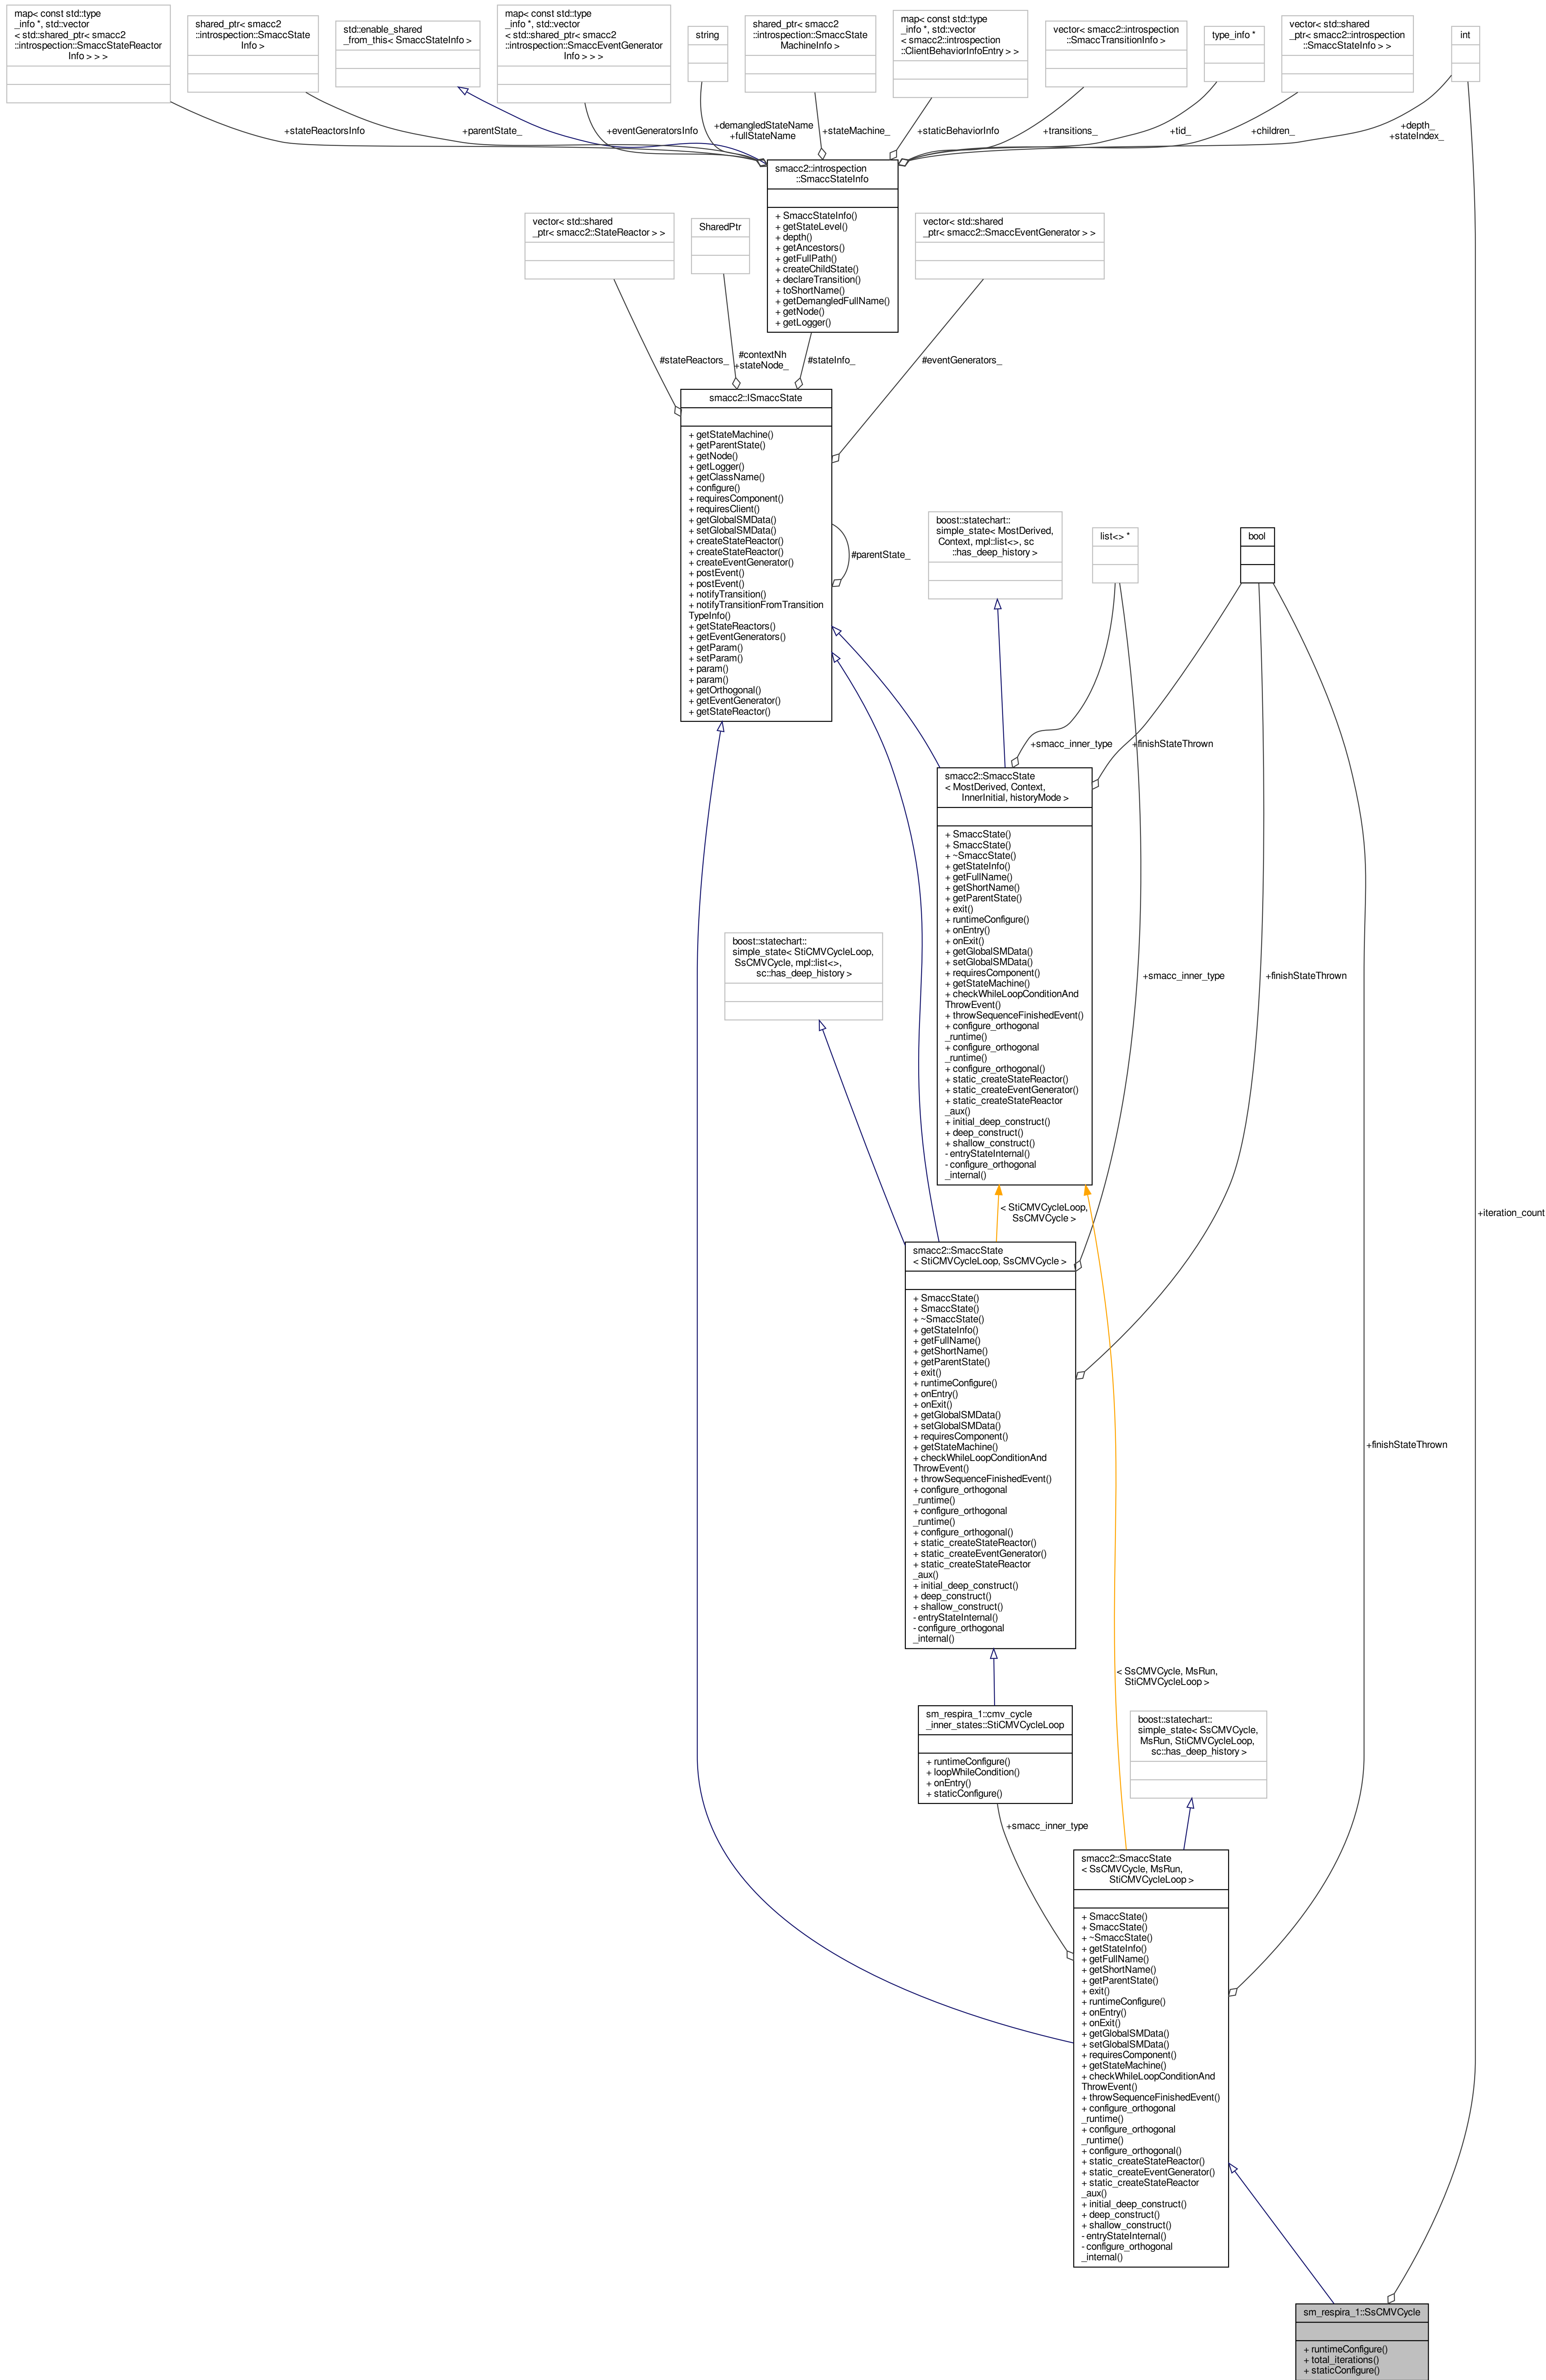 map< const std::type
_info *, std::vector
< std::shared_ptr< smacc2
::introspection::SmaccStateReactor
Info > > >
shared_ptr< smacc2
::introspection::SmaccState
Info >
std::enable_shared
_from_this< SmaccStateInfo >
map< const std::type
_info *, std::vector
< std::shared_ptr< smacc2
::introspection::SmaccEventGenerator
Info > > >
string
shared_ptr< smacc2
::introspection::SmaccState
MachineInfo >
map< const std::type
_info *, std::vector
< smacc2::introspection
::ClientBehaviorInfoEntry > >
vector< smacc2::introspection
::SmaccTransitionInfo >
type_info *
vector< std::shared
_ptr< smacc2::introspection
::SmaccStateInfo > >
int
+stateReactorsInfo
+parentState_
+eventGeneratorsInfo
+demangledStateName
+fullStateName
+stateMachine_
+staticBehaviorInfo
+transitions_
+tid_
+children_
+depth_
+stateIndex_
smacc2::introspection
::SmaccStateInfo
+ SmaccStateInfo()
+ getStateLevel()
+ depth()
+ getAncestors()
+ getFullPath()
+ createChildState()
+ declareTransition()
+ toShortName()
+ getDemangledFullName()
+ getNode()
+ getLogger()
vector< std::shared
_ptr< smacc2::StateReactor > >
SharedPtr
vector< std::shared
_ptr< smacc2::SmaccEventGenerator > >
#stateReactors_
#contextNh
+stateNode_
#stateInfo_
#eventGenerators_
smacc2::ISmaccState
+ getStateMachine()
+ getParentState()
+ getNode()
+ getLogger()
+ getClassName()
+ configure()
+ requiresComponent()
+ requiresClient()
+ getGlobalSMData()
+ setGlobalSMData()
+ createStateReactor()
+ createStateReactor()
+ createEventGenerator()
+ postEvent()
+ postEvent()
+ notifyTransition()
+ notifyTransitionFromTransition
TypeInfo()
+ getStateReactors()
+ getEventGenerators()
+ getParam()
+ setParam()
+ param()
+ param()
+ getOrthogonal()
+ getEventGenerator()
+ getStateReactor()
#parentState_
boost::statechart::
simple_state< MostDerived,
Context, mpl::list<>, sc
::has_deep_history >
list<> *
bool
+smacc_inner_type
+finishStateThrown
smacc2::SmaccState
< MostDerived, Context,
InnerInitial, historyMode >
+ SmaccState()
+ SmaccState()
+ ~SmaccState()
+ getStateInfo()
+ getFullName()
+ getShortName()
+ getParentState()
+ exit()
+ runtimeConfigure()
+ onEntry()
+ onExit()
+ getGlobalSMData()
+ setGlobalSMData()
+ requiresComponent()
+ getStateMachine()
+ checkWhileLoopConditionAnd
ThrowEvent()
+ throwSequenceFinishedEvent()
+ configure_orthogonal
_runtime()
+ configure_orthogonal
_runtime()
+ configure_orthogonal()
+ static_createStateReactor()
+ static_createEventGenerator()
+ static_createStateReactor
_aux()
+ initial_deep_construct()
+ deep_construct()
+ shallow_construct()
- entryStateInternal()
- configure_orthogonal
_internal()
boost::statechart::
simple_state< StiCMVCycleLoop,
SsCMVCycle, mpl::list<>,
sc::has_deep_history >
+smacc_inner_type
+finishStateThrown
< StiCMVCycleLoop,
SsCMVCycle >
+iteration_count
smacc2::SmaccState
< StiCMVCycleLoop, SsCMVCycle >
+ SmaccState()
+ SmaccState()
+ ~SmaccState()
+ getStateInfo()
+ getFullName()
+ getShortName()
+ getParentState()
+ exit()
+ runtimeConfigure()
+ onEntry()
+ onExit()
+ getGlobalSMData()
+ setGlobalSMData()
+ requiresComponent()
+ getStateMachine()
+ checkWhileLoopConditionAnd
ThrowEvent()
+ throwSequenceFinishedEvent()
+ configure_orthogonal
_runtime()
+ configure_orthogonal
_runtime()
+ configure_orthogonal()
+ static_createStateReactor()
+ static_createEventGenerator()
+ static_createStateReactor
_aux()
+ initial_deep_construct()
+ deep_construct()
+ shallow_construct()
- entryStateInternal()
- configure_orthogonal
_internal()
+finishStateThrown
< SsCMVCycle, MsRun,
StiCMVCycleLoop >
sm_respira_1::cmv_cycle
_inner_states::StiCMVCycleLoop
+ runtimeConfigure()
+ loopWhileCondition()
+ onEntry()
+ staticConfigure()
boost::statechart::
simple_state< SsCMVCycle,
MsRun, StiCMVCycleLoop,
sc::has_deep_history >
+smacc_inner_type
smacc2::SmaccState
< SsCMVCycle, MsRun,
StiCMVCycleLoop >
+ SmaccState()
+ SmaccState()
+ ~SmaccState()
+ getStateInfo()
+ getFullName()
+ getShortName()
+ getParentState()
+ exit()
+ runtimeConfigure()
+ onEntry()
+ onExit()
+ getGlobalSMData()
+ setGlobalSMData()
+ requiresComponent()
+ getStateMachine()
+ checkWhileLoopConditionAnd
ThrowEvent()
+ throwSequenceFinishedEvent()
+ configure_orthogonal
_runtime()
+ configure_orthogonal
_runtime()
+ configure_orthogonal()
+ static_createStateReactor()
+ static_createEventGenerator()
+ static_createStateReactor
_aux()
+ initial_deep_construct()
+ deep_construct()
+ shallow_construct()
- entryStateInternal()
- configure_orthogonal
_internal()
sm_respira_1::SsCMVCycle
+ runtimeConfigure()
+ total_iterations()
+ staticConfigure()